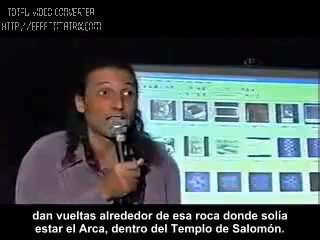 TOTAL VIDEO CONVERTER
HTTP://EFFECTMATRIX.COM
dan vueltas alrededor de esa roca donde solía
estar el Arca, dentro del Templo de Salomón.